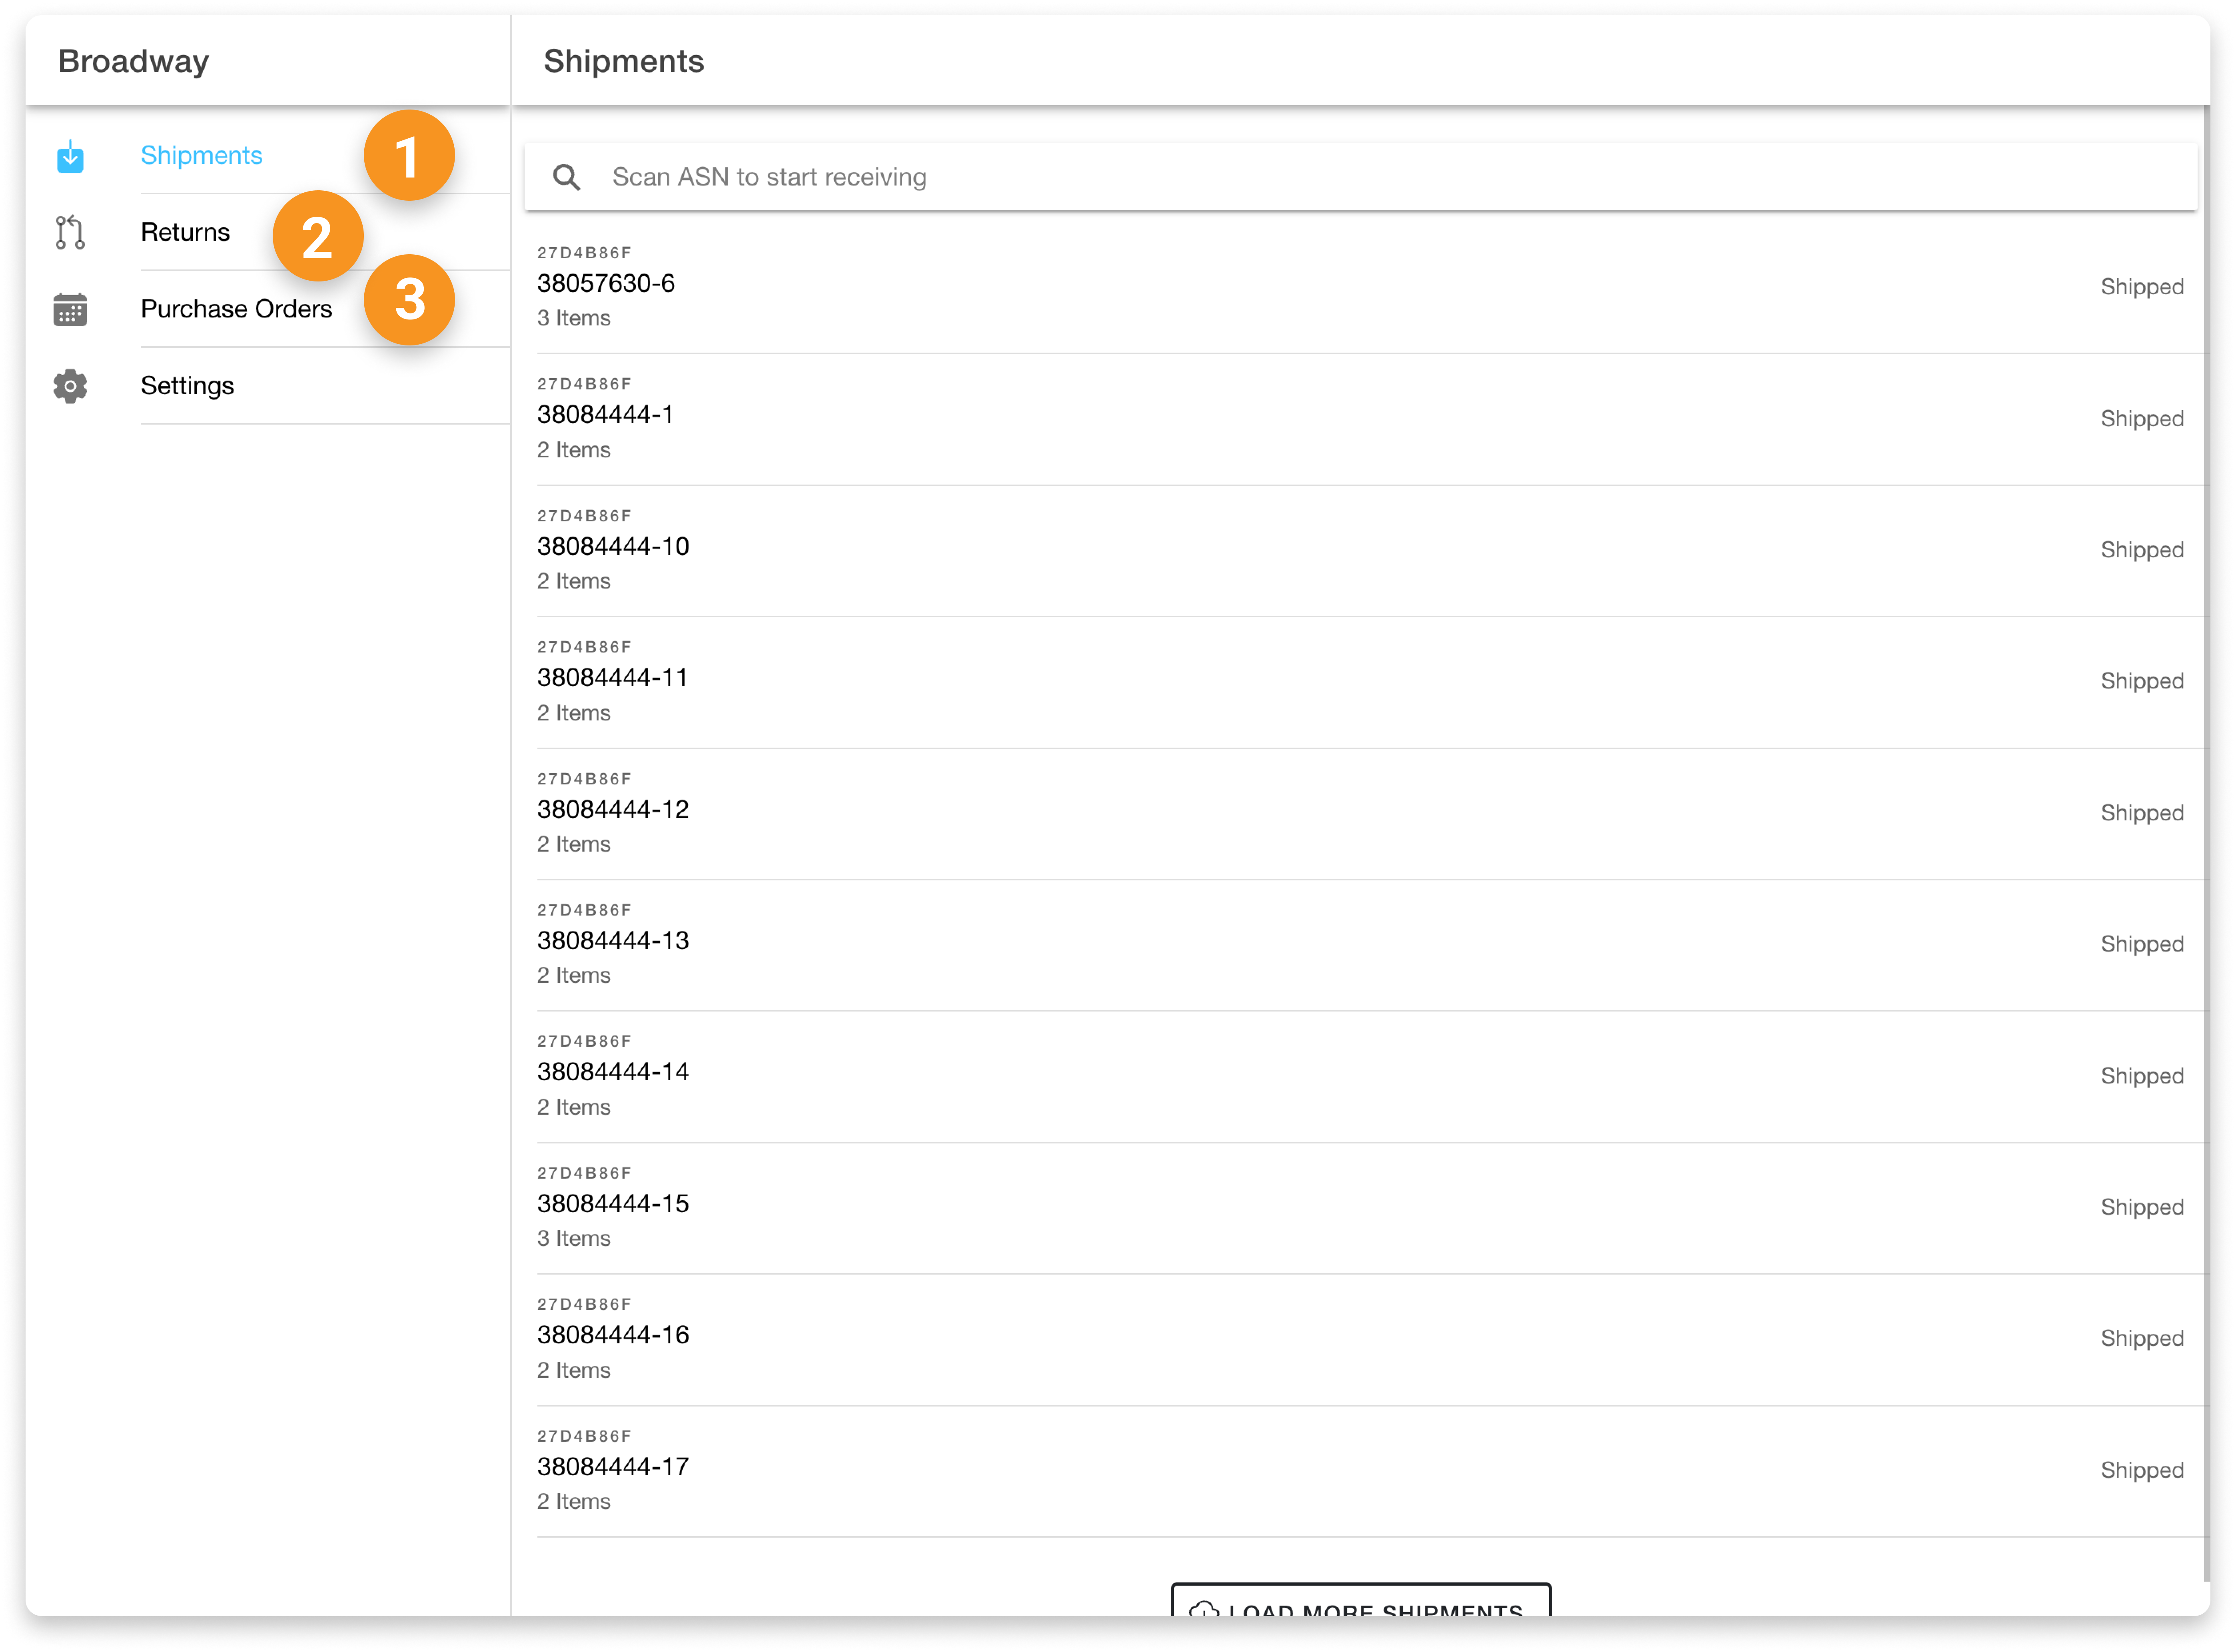 Broadway
Shipments
1
Returns
2
Purchase Orders
3
Settings
Shipments
Scan ASN to start receiving
27D4B86F
38057630-6
3 Items
Shipped
27D4B86F
38084444-1
2 Items
Shipped
27D4B86F
38084444-10
2 Items
Shipped
27D4B86F
38084444-11
2 Items
Shipped
27D4B86F
38084444-12
2 Items
Shipped
27D4B86F
38084444-13
2 Items
Shipped
27D4B86F
38084444-14
2 Items
Shipped
27D4B86F
38084444-15
3 Items
Shipped
27D4B86F
38084444-16
2 Items
Shipped
27D4B86F
38084444-17
2 Items
Shipped
LOAD MORE SHIPMENTS